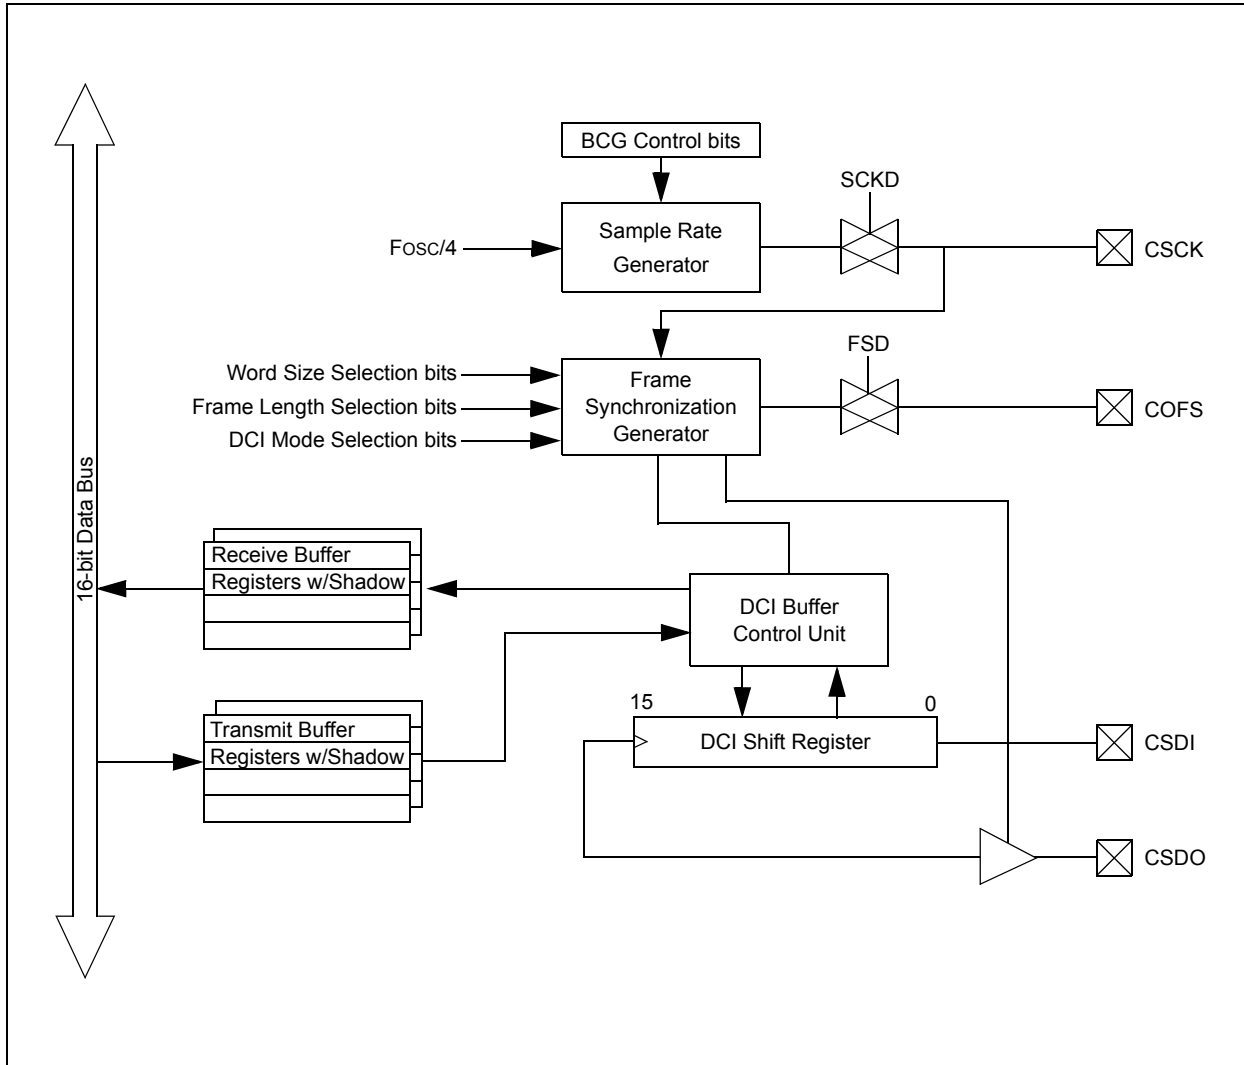 BCG Control bits
SCKD
Sample Rate
Generator
FOSC/4
CSCK
FSD
Word Size Selection bits
Frame Length Selection bits
DCI Mode Selection bits
Frame
Synchronization
Generator
COFS
16-bit Data Bus
Receive Buffer
Registers w/Shadow
DCI Buffer
Control Unit
Transmit Buffer
Registers w/Shadow
15
0
DCI Shift Register
CSDI
CSDO